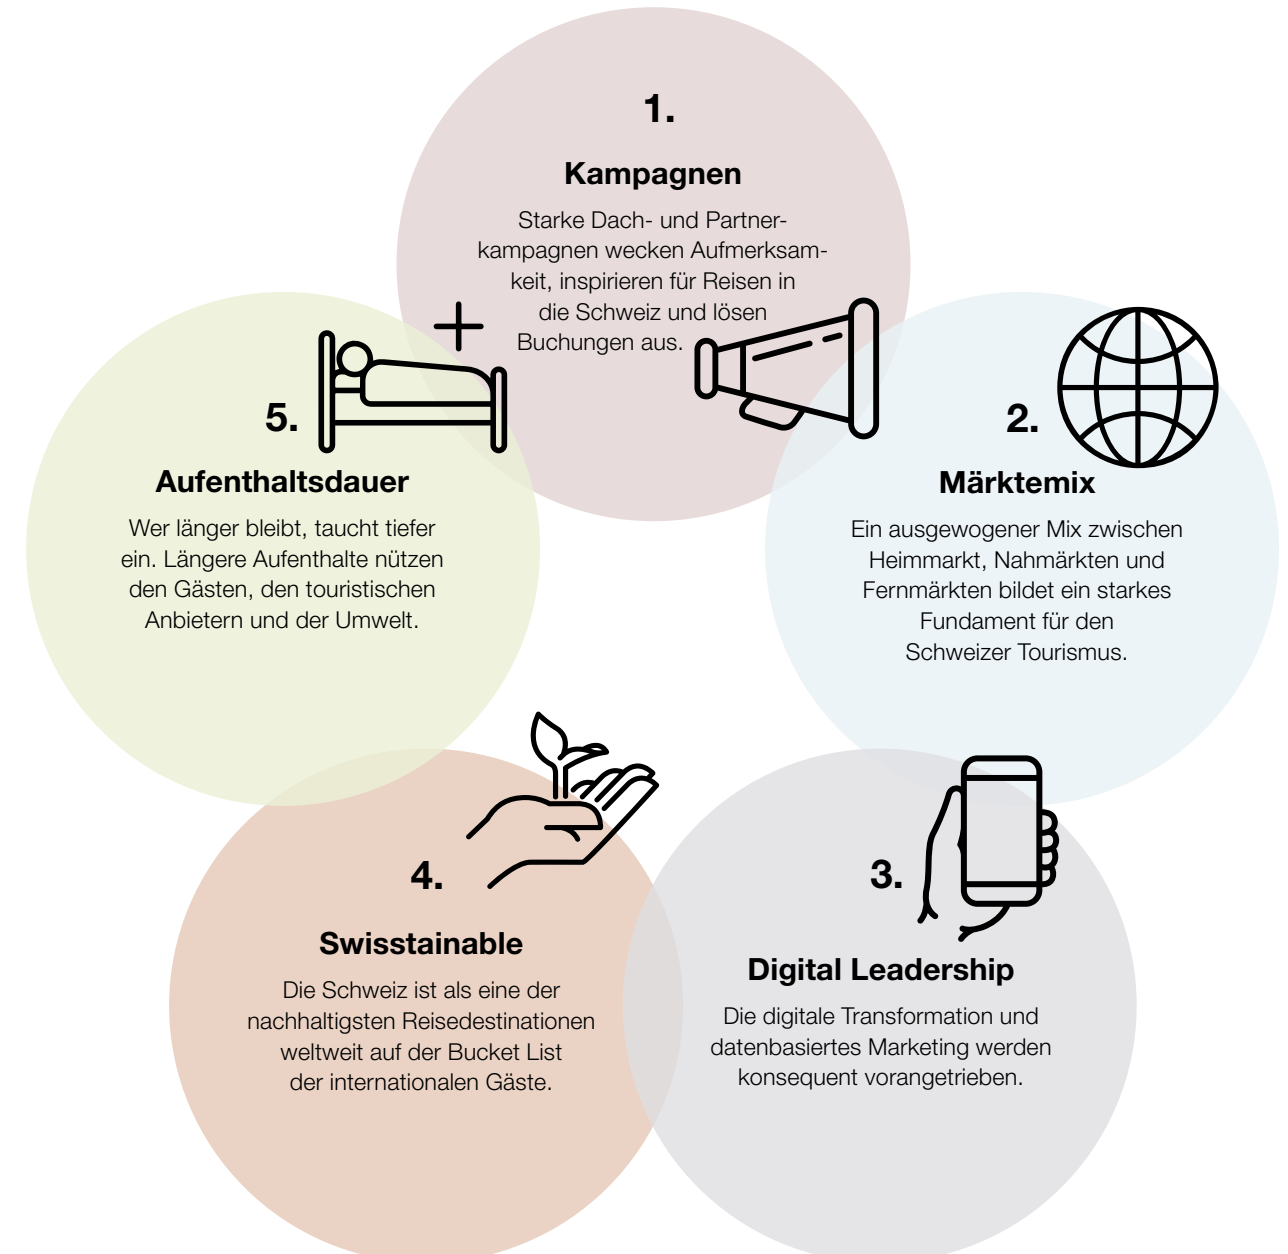 1.
Kampagnen
Starke Dach- und Partner-
kampagnen wecken Aufmerksam-
keit, inspirieren für Reisen in
die Schweiz und lösen
Buchungen aus.
2.
Märktemix
Ein ausgewogener Mix zwischen
Heimmarkt, Nahmärkten und
Fernmärkten bildet ein starkes
Fundament für den
Schweizer Tourismus.
3.
Digital Leadership
Die digitale Transformation und
datenbasiertes Marketing werden
konsequent vorangetrieben.
4.
Swisstainable
Die Schweiz ist als eine der
nachhaltigsten Reisedestinationen
weltweit auf der Bucket List
der internationalen Gäste.
5.
Aufenthaltsdauer
Wer länger bleibt, taucht tiefer
ein. Längere Aufenthalte nützen
den Gästen, den touristischen
Anbietern und der Umwelt.